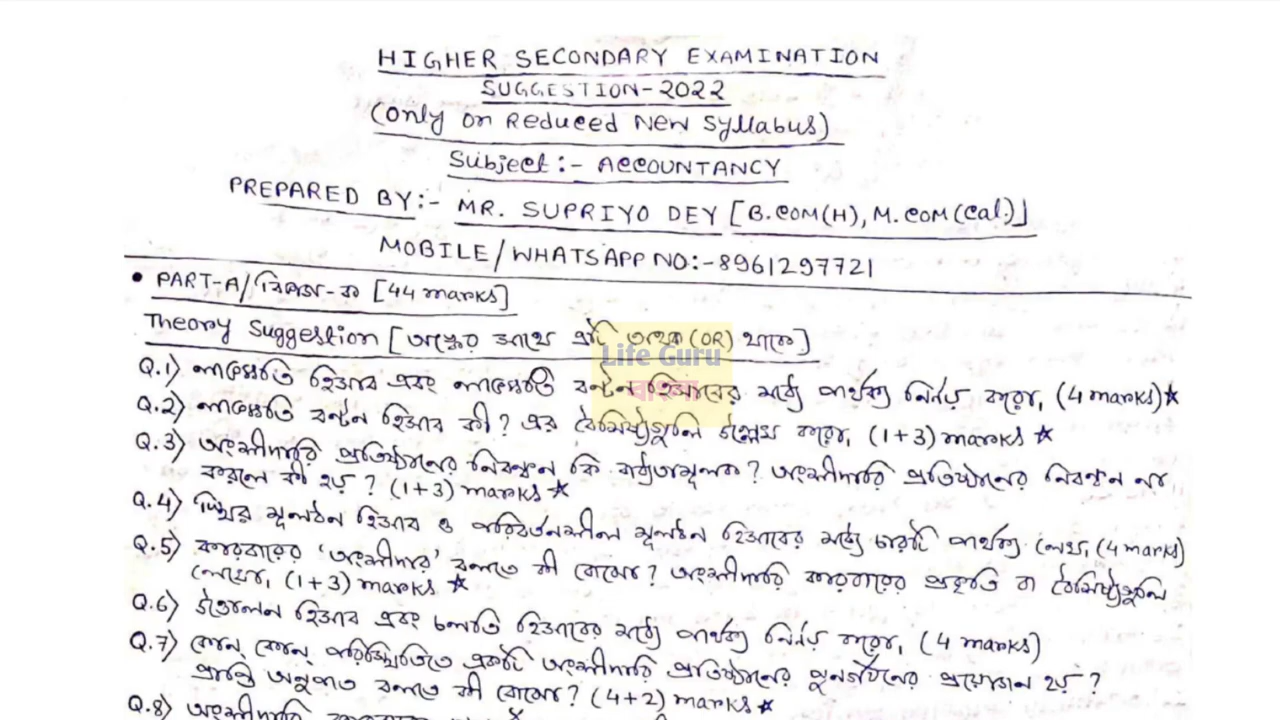 HIGHER SECONDARY EXAMINATION
SUGGESTION-2022
(Only on Reduced New Syllabus)
Subject:- ACCOUNTANCY
PREPARED BY:- MR. SUPRIYO DEY [B.COM(H), M.COM(Cal.)]
MOBILE/WHATSAPP NO:-8961297721
• PART-A/বিভাগ-ক [44 marks]
Theory Suggestion [অঙ্কের সাথে এটি অথবা (OR) থাকে]
Life Guru
বাংলা
Q.1) লাভক্ষতি হিসাব এবং লাভক্ষতি বণ্টন হিসাবের মধ্যে পার্থক্য নির্ণয় করো, (4 marks)★
Q.2) লাভক্ষতি বণ্টন হিসাব কী? এর বৈশিষ্ট্যগুলি উল্লেখ করো, (1+3) marks ★
Q.3) অংশীদারি প্রতিষ্ঠানের নিবন্ধন কি বাধ্যতামূলক? অংশীদারি প্রতিষ্ঠানের নিবন্ধন না
করলে কী হয়? (1+3) marks ★
Q.4) স্থির মূলধন হিসাব ও পরিবর্তনশীল মূলধন হিসাবের মধ্যে চারটি পার্থক্য লেখ, (4 marks)
Q.5) কারবারের 'অংশীদার' বলতে কী বোঝো? অংশীদারি কারবারের প্রকৃতি বা বৈশিষ্ট্যগুলি
লেখো, (1+3) marks ★
Q.6) উত্তোলন হিসাব এবং চলতি হিসাবের মধ্যে পার্থক্য নির্ণয় করো, (4 marks)
Q.7) কোন্ কোন্ পরিস্থিতিতে একটি অংশীদারি প্রতিষ্ঠানের পুনর্গঠনের প্রয়োজন হয়?
প্রাপ্তি অনুপাত বলতে কী বোঝো? (4+2) marks ★
Q.8) অংশীদারি